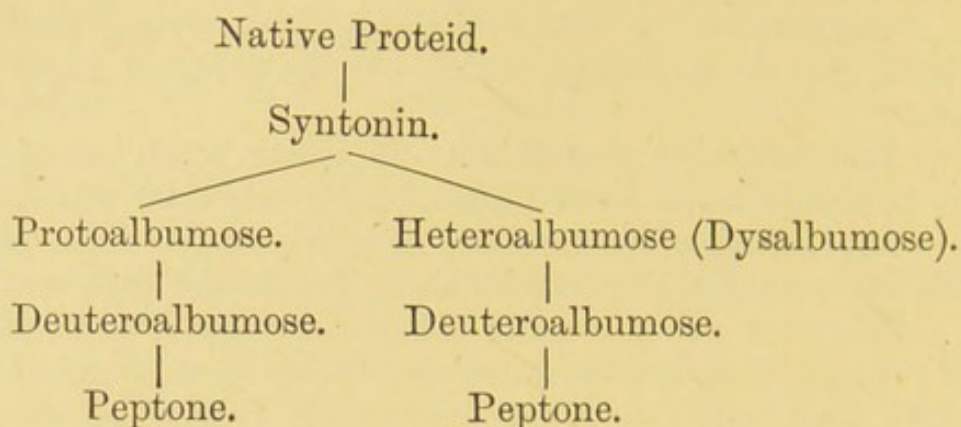 Native Proteid.
Syntonin.
Protoalbumose. Heteroalbumose (Dysalbumose).
Deuteroalbumose. Deuteroalbumose.
Peptone. Peptone.